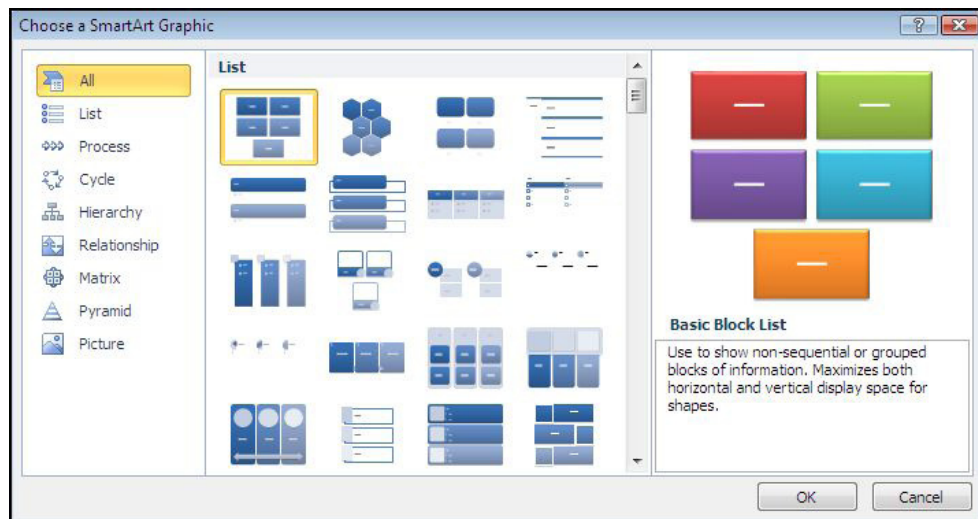 Choose a SmartArt Graphic
All
List
Process
Cycle
Hierarchy
Relationship
Matrix
Pyramid
Picture
List
Basic Block List
Use to show non-sequential or grouped
blocks of information. Maximizes both
horizontal and vertical display space for
shapes.
OK
Cancel